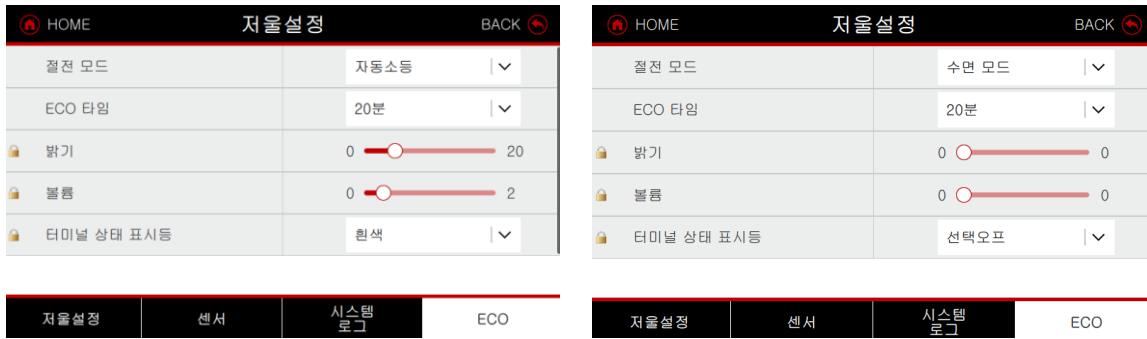 HOME 저울설정 BACK
절전 모드 자동소등
ECO 타임 20분
밝기 0 20
볼륨 0 2
터미널 상태 표시등 흰색
저울설정 센서 시스템 로그 ECO
HOME 저울설정 BACK
절전 모드 수면 모드
ECO 타임 20분
밝기 0 0
볼륨 0 0
터미널 상태 표시등 선택오프
저울설정 센서 시스템 로그 ECO